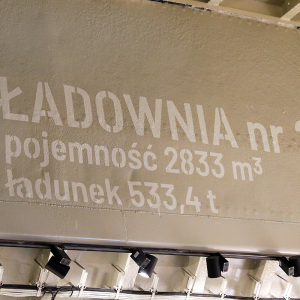 ŁADOWNIA nr
pojemność 2833 m³
ładunek 533,4 t